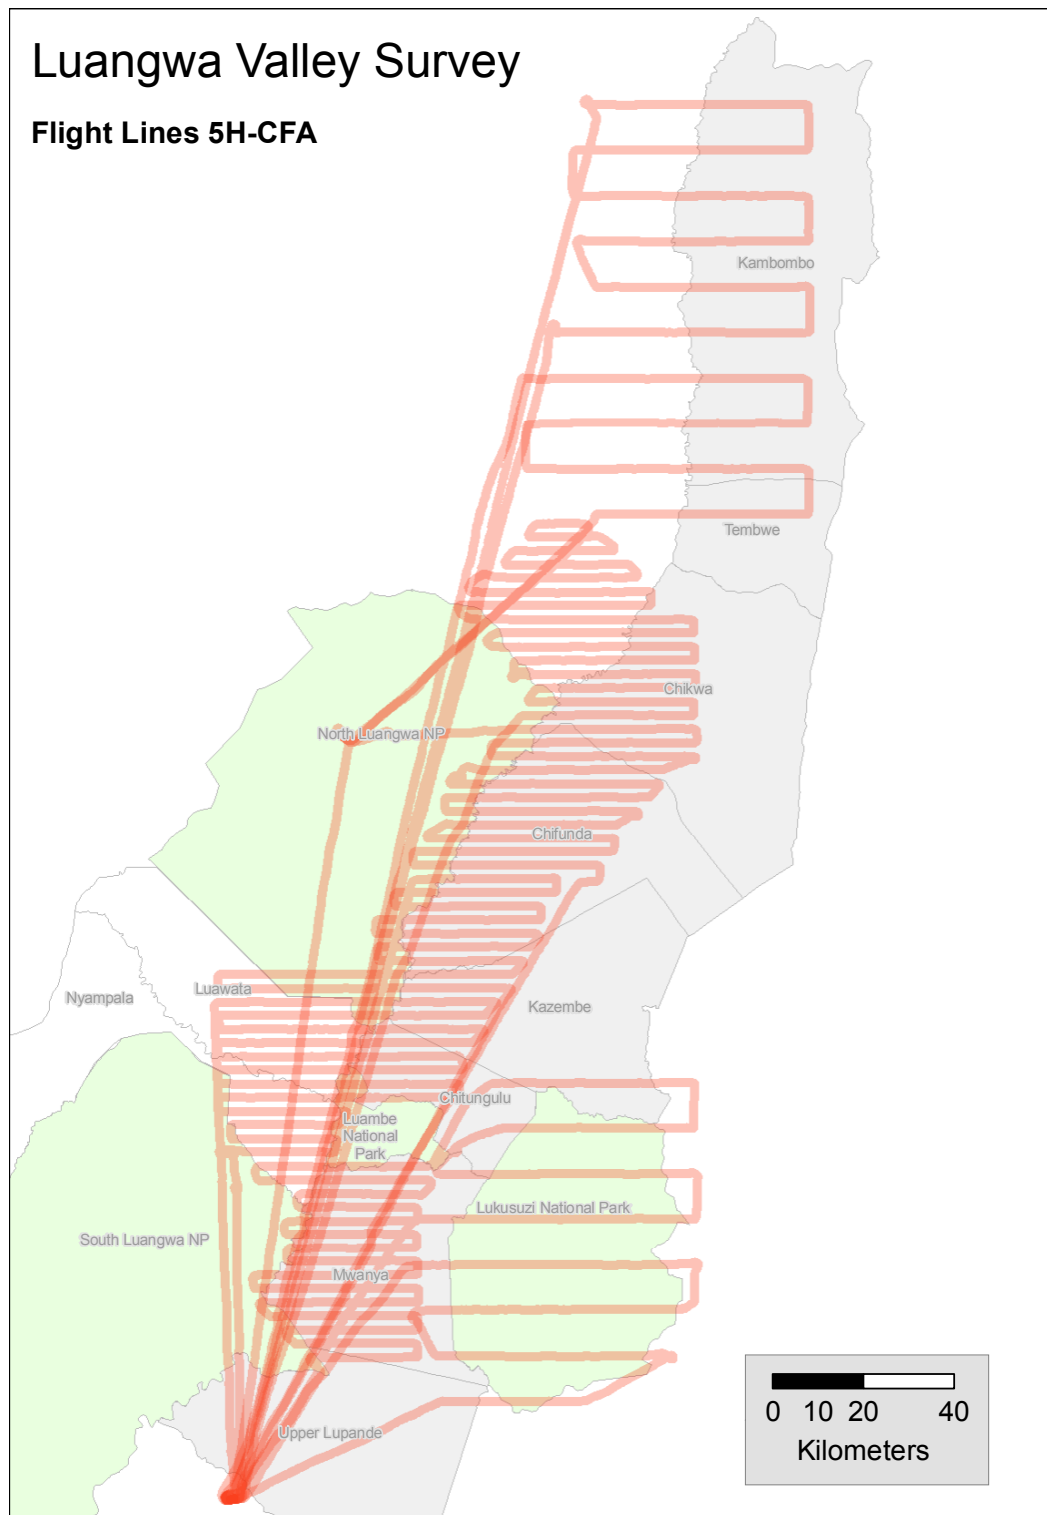 Luangwa Valley Survey
Flight Lines 5H-CFA
Kambombo
Tembwe
Chikwa
North Luangwa NP
Chifunda
Luawata
Nyampala
Kazembe
Chitungulu
Luambe
National
Park
Lukusuzi National Park
South Luangwa NP
Mwanya
Upper Lupande
0 10 20 40
Kilometers